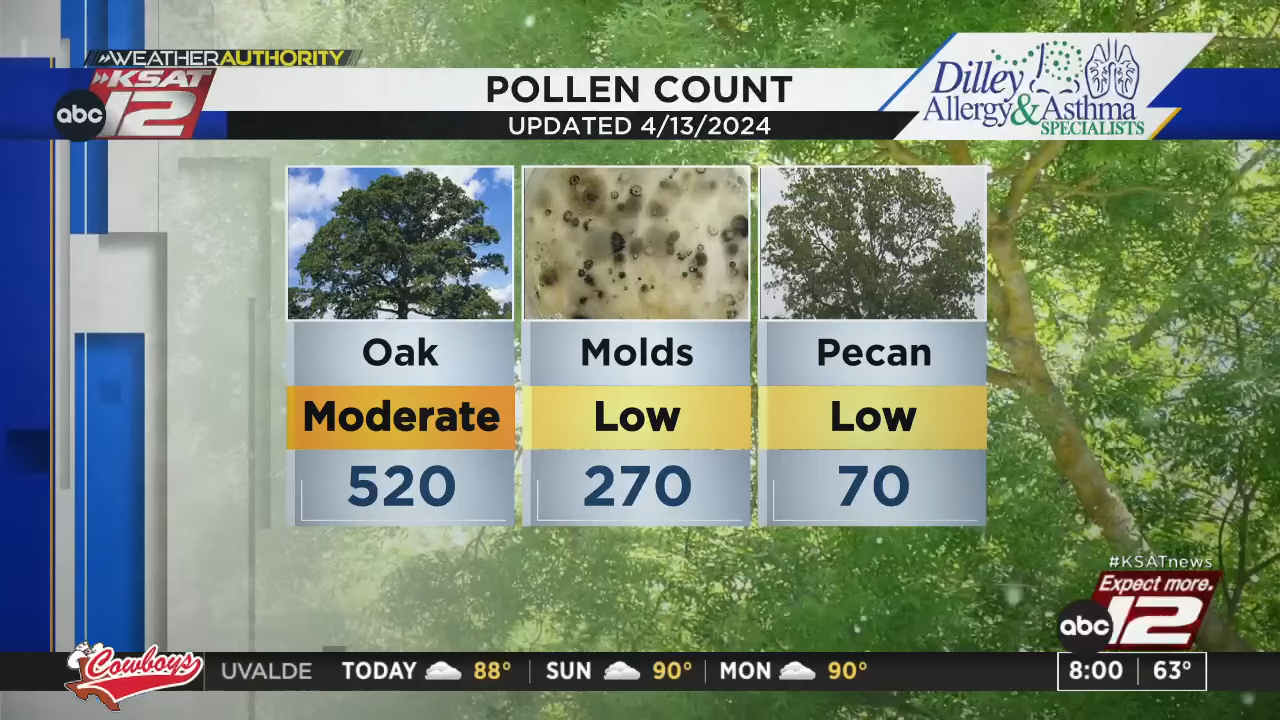 WEATHERAUTHORITY
KSAT
abc 12
POLLEN COUNT
UPDATED 4/13/2024
Dilley
Allergy&Asthma
SPECIALISTS
Oak Molds Pecan
Moderate Low Low
520 270 70
#KSATnews
Expect more.
abc 12
Cowboys UVALDE TODAY 88° SUN 90° MON 90° 8:00 63°